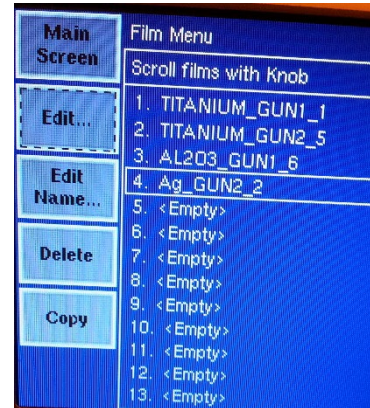 Main
Screen
Edit...
Edit
Name...
Delete
Copy
Film Menu
Scroll films with Knob
1. TITANIUM_GUN1_1
2. TITANIUM_GUN2_5
3. AL2O3_GUN1_6
4. Ag_GUN2_2
5. <Empty>
6. <Empty>
7. <Empty>
8. <Empty>
9. <Empty>
10. <Empty>
11. <Empty>
12. <Empty>
13. <Empty>